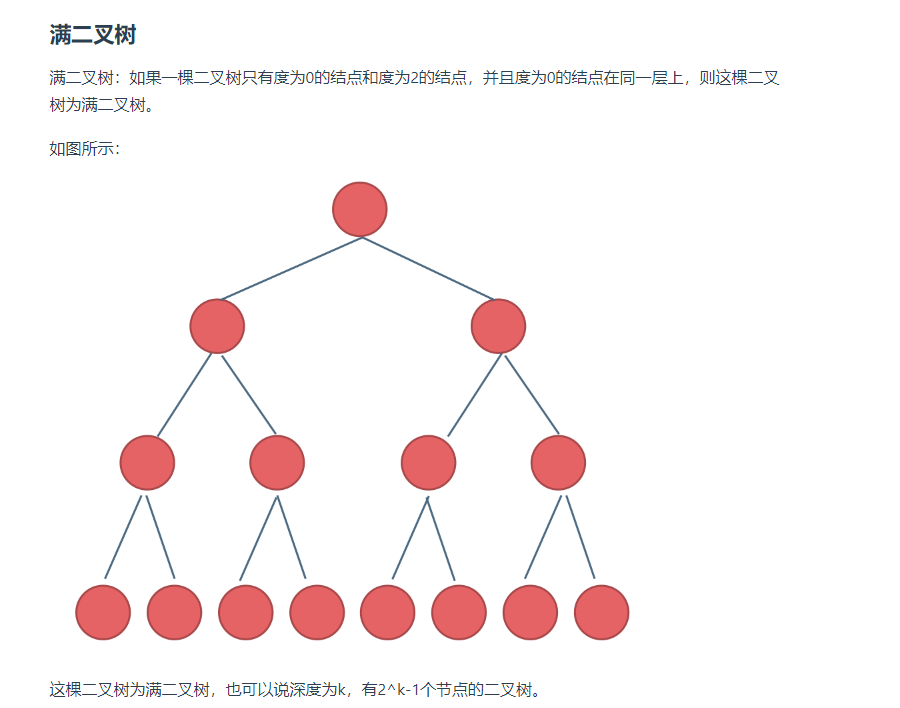 满二叉树
满二叉树：如果一棵二叉树只有度为0的结点和度为2的结点，并且度为0的结点在同一层上，则这棵二叉
树为满二叉树。
如图所示：
这棵二叉树为满二叉树，也可以说深度为k，有2^k-1个节点的二叉树。